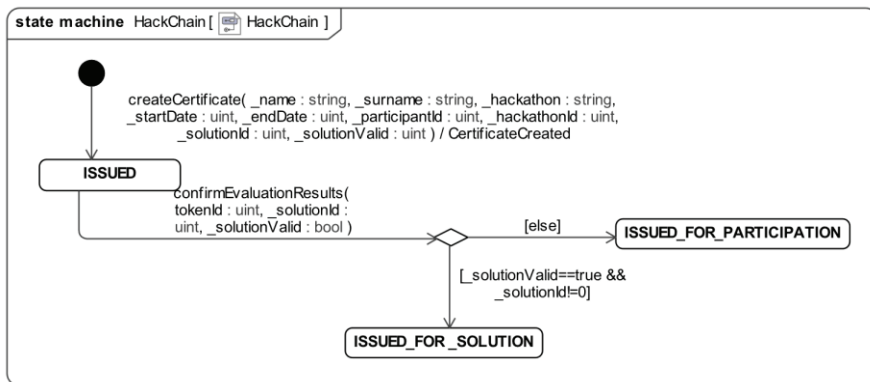 state machine HackChain [ HackChain ]
createCertificate( _name : string, _surname : string, _hackathon : string,
_startDate : uint, _endDate : uint, _participantId : uint, _hackathonId : uint,
_solutionId : uint, _solutionValid : uint ) / CertificateCreated
ISSUED
confirmEvaluationResults(
tokenId : uint, _solutionId :
uint, _solutionValid : bool )
[else]
ISSUED_FOR_PARTICIPATION
[_solutionValid==true &&
_solutionId!=0]
ISSUED_FOR _SOLUTION